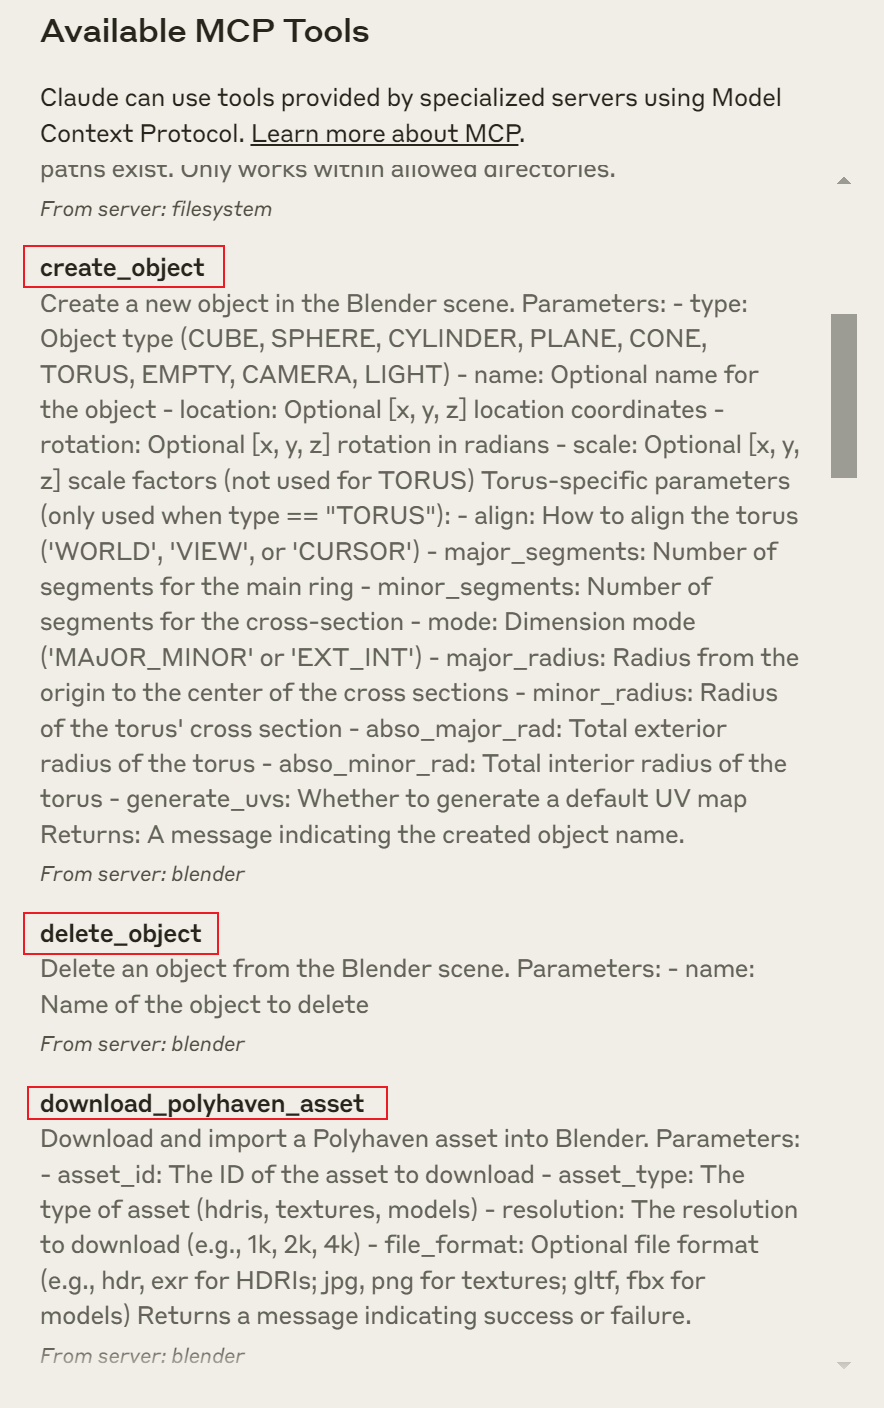 Available MCP Tools
Claude can use tools provided by specialized servers using Model
Context Protocol. Learn more about MCP.
paths exist. Only works within allowed directories.
From server: filesystem
create_object
Create a new object in the Blender scene. Parameters: - type:
Object type (CUBE, SPHERE, CYLINDER, PLANE, CONE,
TORUS, EMPTY, CAMERA, LIGHT) - name: Optional name for
the object - location: Optional [x, y, z] location coordinates -
rotation: Optional [x, y, z] rotation in radians - scale: Optional [x, y,
z] scale factors (not used for TORUS) Torus-specific parameters
(only used when type == "TORUS"): - align: How to align the torus
('WORLD', 'VIEW', or 'CURSOR') - major_segments: Number of
segments for the main ring - minor_segments: Number of
segments for the cross-section - mode: Dimension mode
('MAJOR_MINOR' or 'EXT_INT') - major_radius: Radius from the
origin to the center of the cross sections - minor_radius: Radius
of the torus' cross section - abso_major_rad: Total exterior
radius of the torus - abso_minor_rad: Total interior radius of the
torus - generate_uvs: Whether to generate a default UV map
Returns: A message indicating the created object name.
From server: blender
delete_object
Delete an object from the Blender scene. Parameters: - name:
Name of the object to delete
From server: blender
download_polyhaven_asset
Download and import a Polyhaven asset into Blender. Parameters:
- asset_id: The ID of the asset to download - asset_type: The
type of asset (hdris, textures, models) - resolution: The resolution
to download (e.g., 1k, 2k, 4k) - file_format: Optional file format
(e.g., hdr, exr for HDRIs; jpg, png for textures; gltf, fbx for
models) Returns a message indicating success or failure.
From server: blender